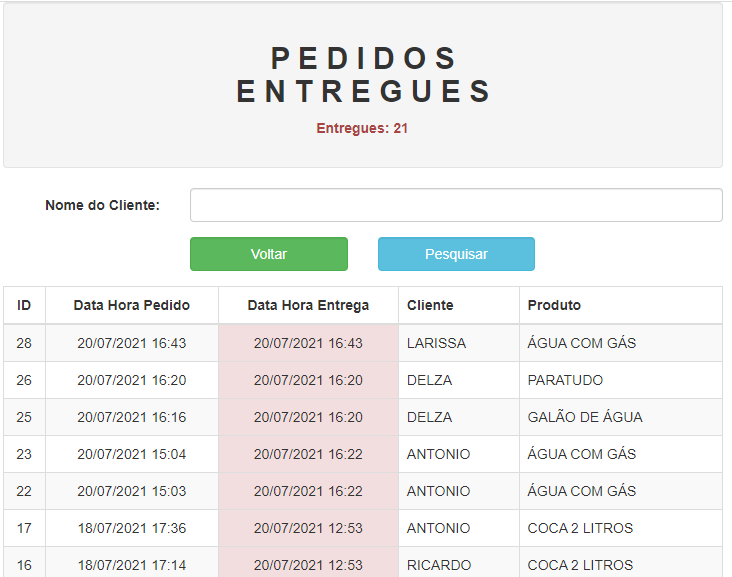 PEDIDOS
ENTREGUES
Entregues: 21
Nome do Cliente:
Voltar Pesquisar
ID Data Hora Pedido Data Hora Entrega Cliente Produto
28 20/07/2021 16:43 20/07/2021 16:43 LARISSA ÁGUA COM GÁS
26 20/07/2021 16:20 20/07/2021 16:20 DELZA PARATUDO
25 20/07/2021 16:16 20/07/2021 16:20 DELZA GALÃO DE ÁGUA
23 20/07/2021 15:04 20/07/2021 16:22 ANTONIO ÁGUA COM GÁS
22 20/07/2021 15:03 20/07/2021 16:22 ANTONIO ÁGUA COM GÁS
17 18/07/2021 17:36 20/07/2021 12:53 ANTONIO COCA 2 LITROS
16 18/07/2021 17:14 20/07/2021 12:53 RICARDO COCA 2 LITROS